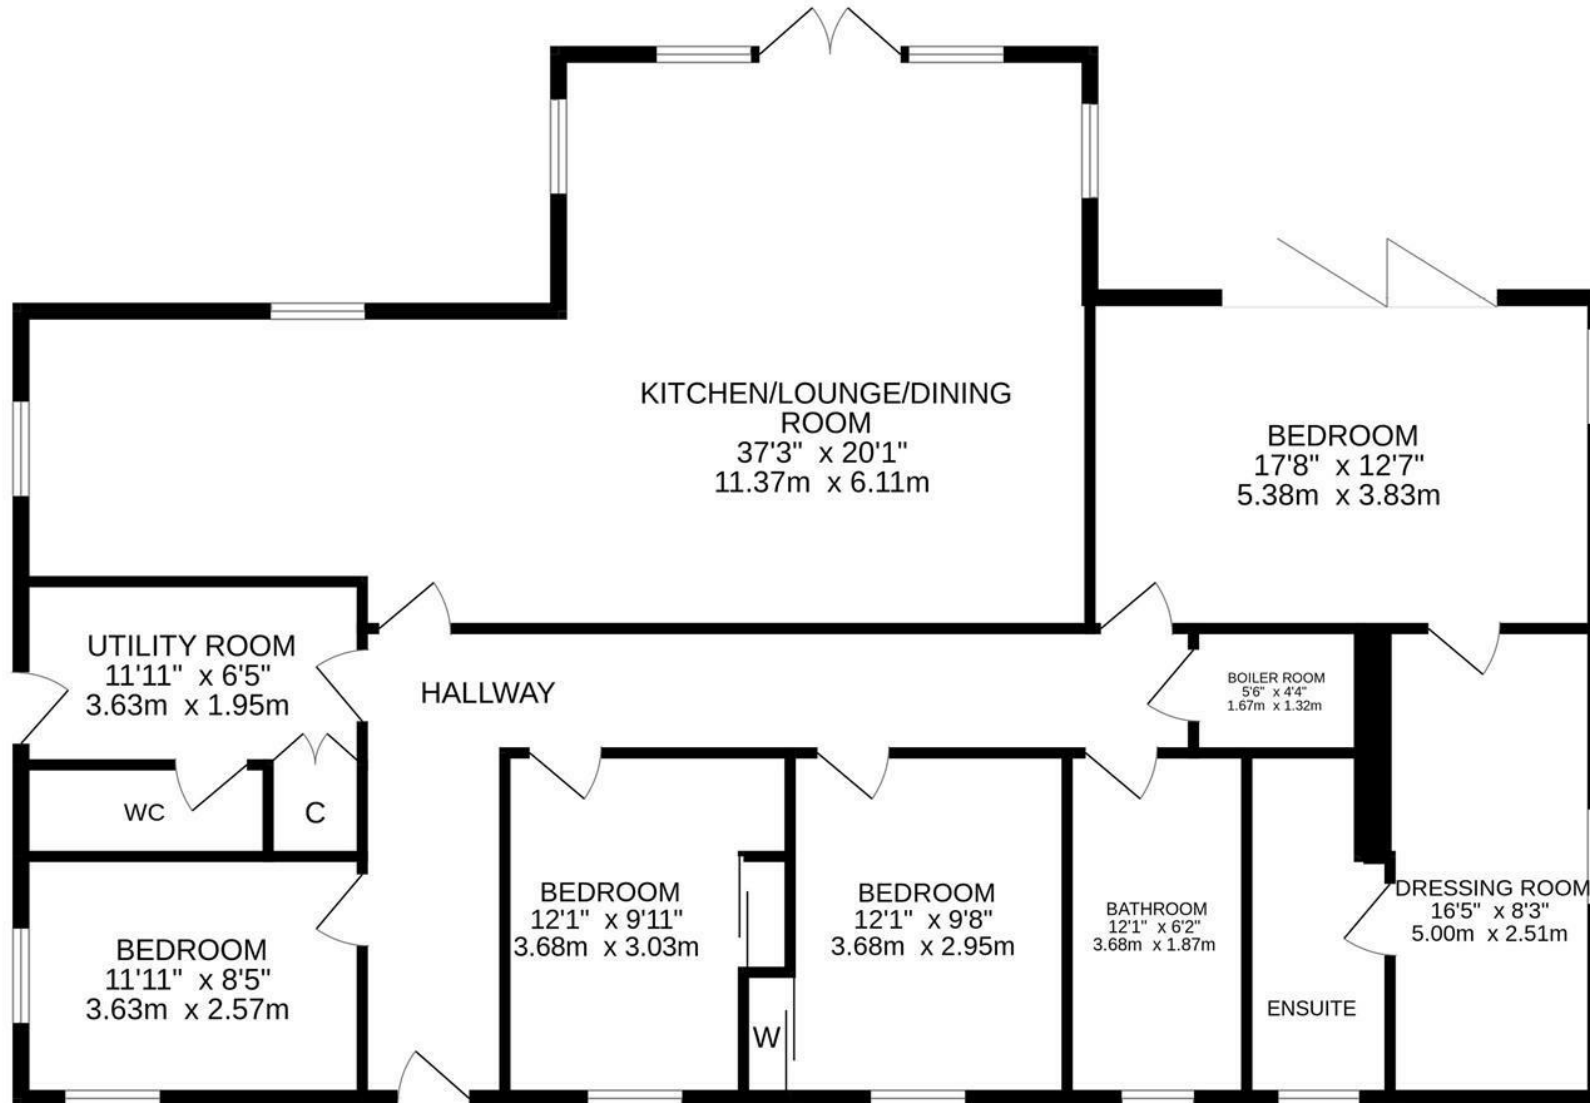 KITCHEN/LOUNGE/DINING
ROOM
37'3" x 20'1"
11.37m x 6.11m
BEDROOM
17'8" x 12'7"
5.38m x 3.83m
UTILITY ROOM
11'11" x 6'5"
3.63m x 1.95m
HALLWAY
BOILER ROOM
5'6" x 4'4"
1.67m x 1.32m
WC
C
BEDROOM
11'11" x 8'5"
3.63m x 2.57m
BEDROOM
12'1" x 9'11"
3.68m x 3.03m
W
BEDROOM
12'1" x 9'8"
3.68m x 2.95m
BATHROOM
12'1" x 6'2"
3.68m x 1.87m
ENSUITE
DRESSING ROOM
16'5" x 8'3"
5.00m x 2.51m